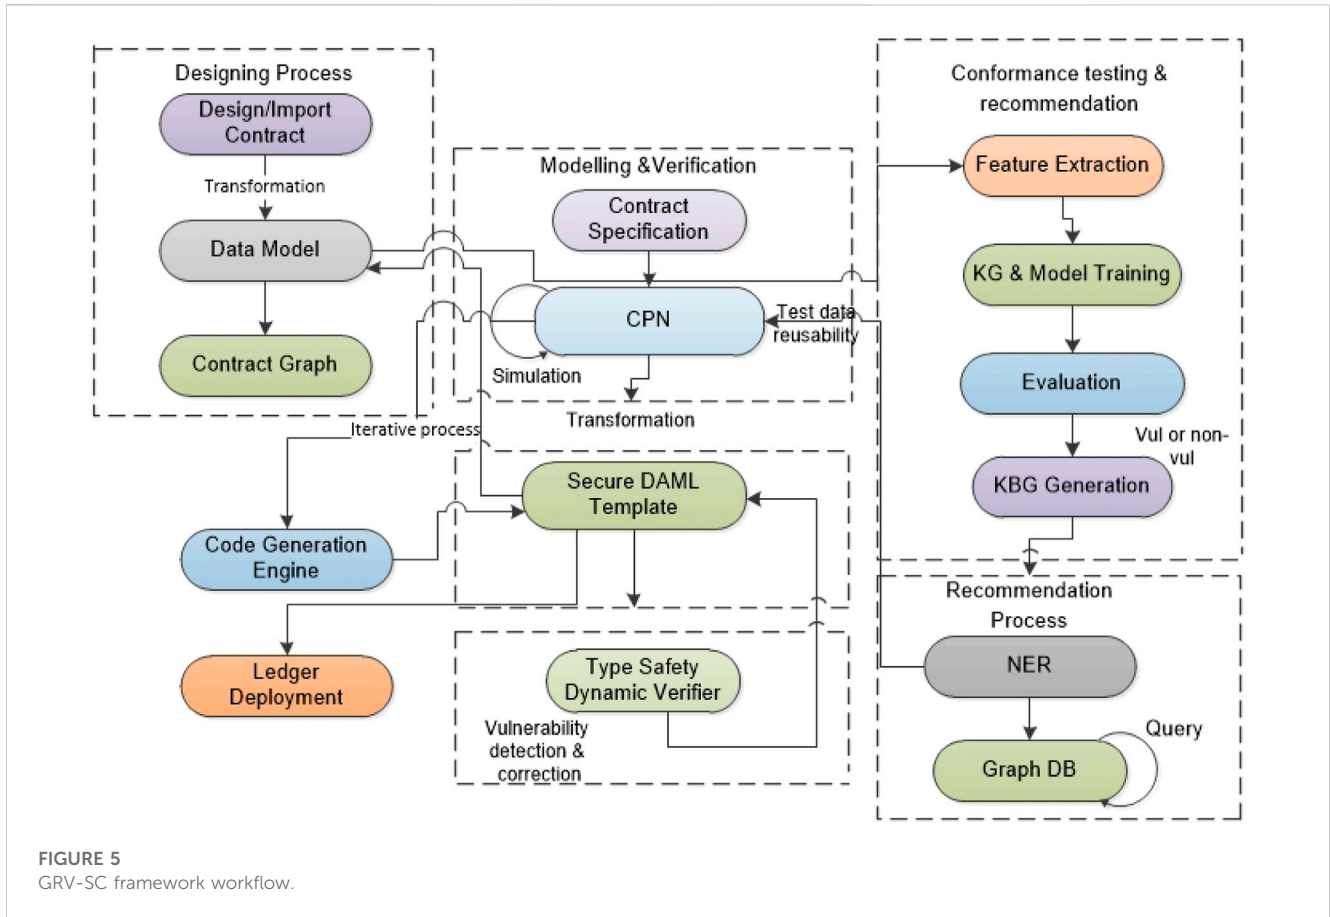 Designing Process
Design/Import
Contract
Transformation
Data Model
Contract Graph
Modelling &Verification
Contract
Specification
CPN
Simulation
Test data
reusability
Transformation
Iterative process
Conformance testing &
recommendation
Feature Extraction
KG & Model Training
Evaluation
Vul or non-
vul
KBG Generation
Secure DAML
Template
Code Generation
Engine
Ledger
Deployment
Type Safety
Dynamic Verifier
Vulnerability
detection &
correction
Recommendation
Process
NER
Query
Graph DB
FIGURE 5
GRV-SC framework workflow.